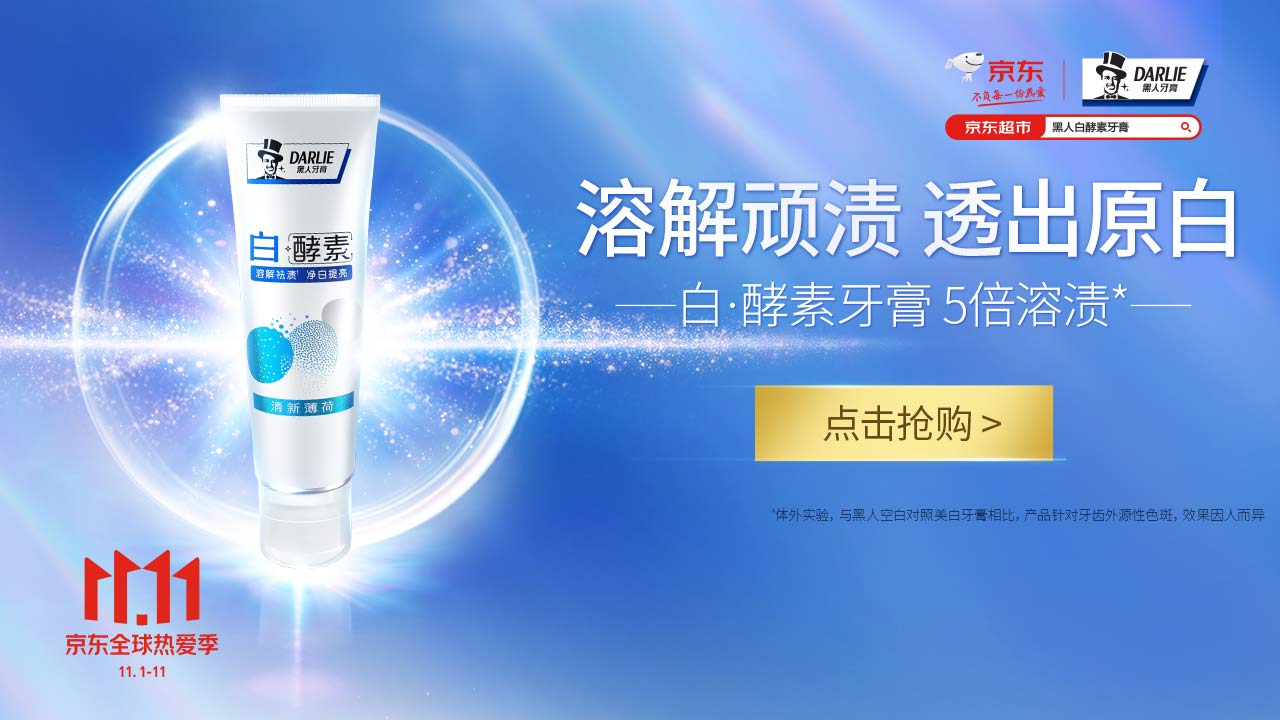 京东
不负每一份热爱
DARLIE
黑人牙膏
京东超市
黑人白酵素牙膏
DARLIE
黑人牙膏
白酵素
溶解祛渍 净白提亮
清新薄荷
溶解顽渍 透出原白
白·酵素牙膏 5倍溶渍*
点击抢购 >
*体外实验，与黑人空白对照美白牙膏相比，产品针对牙齿外源性色斑，效果因人而异
11.11
京东全球热爱季
11. 1-11